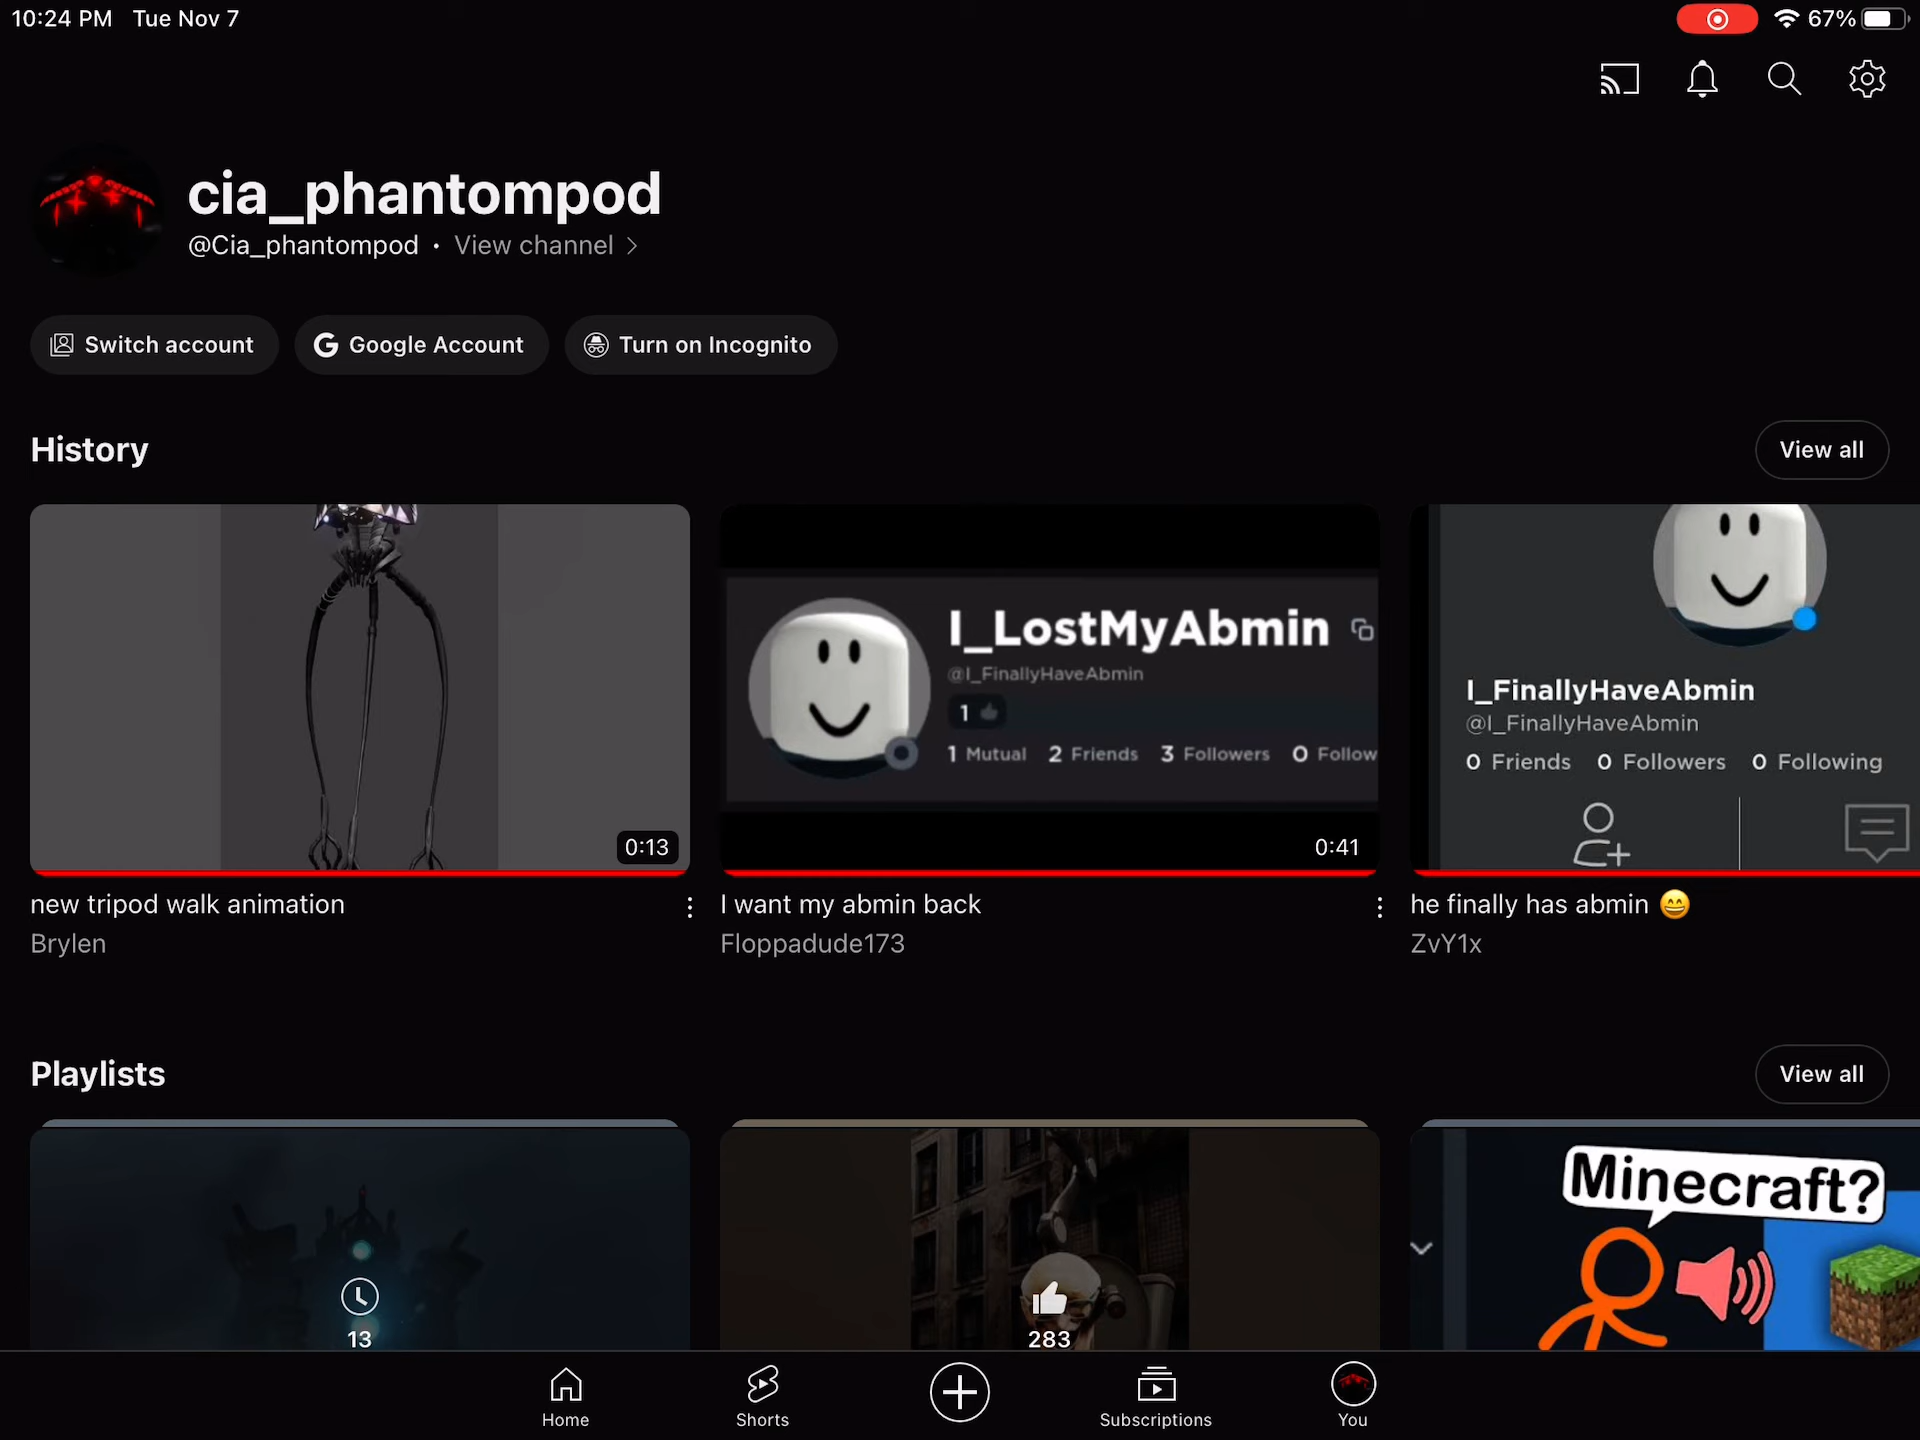 10:24 PM Tue Nov 7
67%
cia_phantompod
@Cia_phantompod • View channel >
Switch account
Google Account
Turn on Incognito
History
View all
I_LostMyAbmin
@I_FinallyHaveAbmin
1
1 Mutual 2 Friends 3 Followers 0 Follow
I_FinallyHaveAbmin
@I_FinallyHaveAbmin
0 Friends 0 Followers 0 Following
0:13
0:41
new tripod walk animation
Brylen
I want my abmin back
Floppadude173
he finally has abmin 😄
ZvY1x
Playlists
View all
Minecraft?
13
283
Home
Shorts
Subscriptions
You